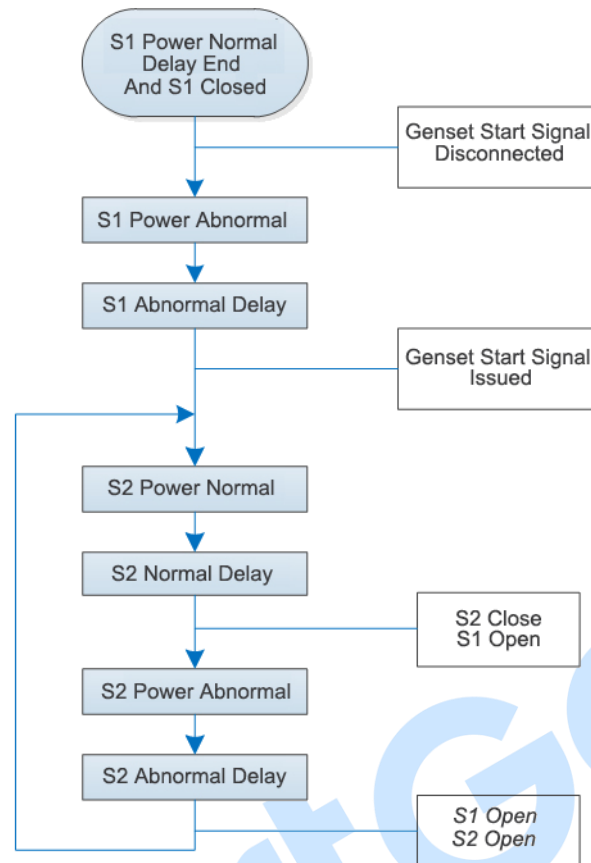 S1 Power Normal
Delay End
And S1 Closed
Genset Start Signal
Disconnected
S1 Power Abnormal
S1 Abnormal Delay
Genset Start Signal
Issued
S2 Power Normal
S2 Normal Delay
S2 Close
S1 Open
S2 Power Abnormal
S2 Abnormal Delay
S1 Open
S2 Open